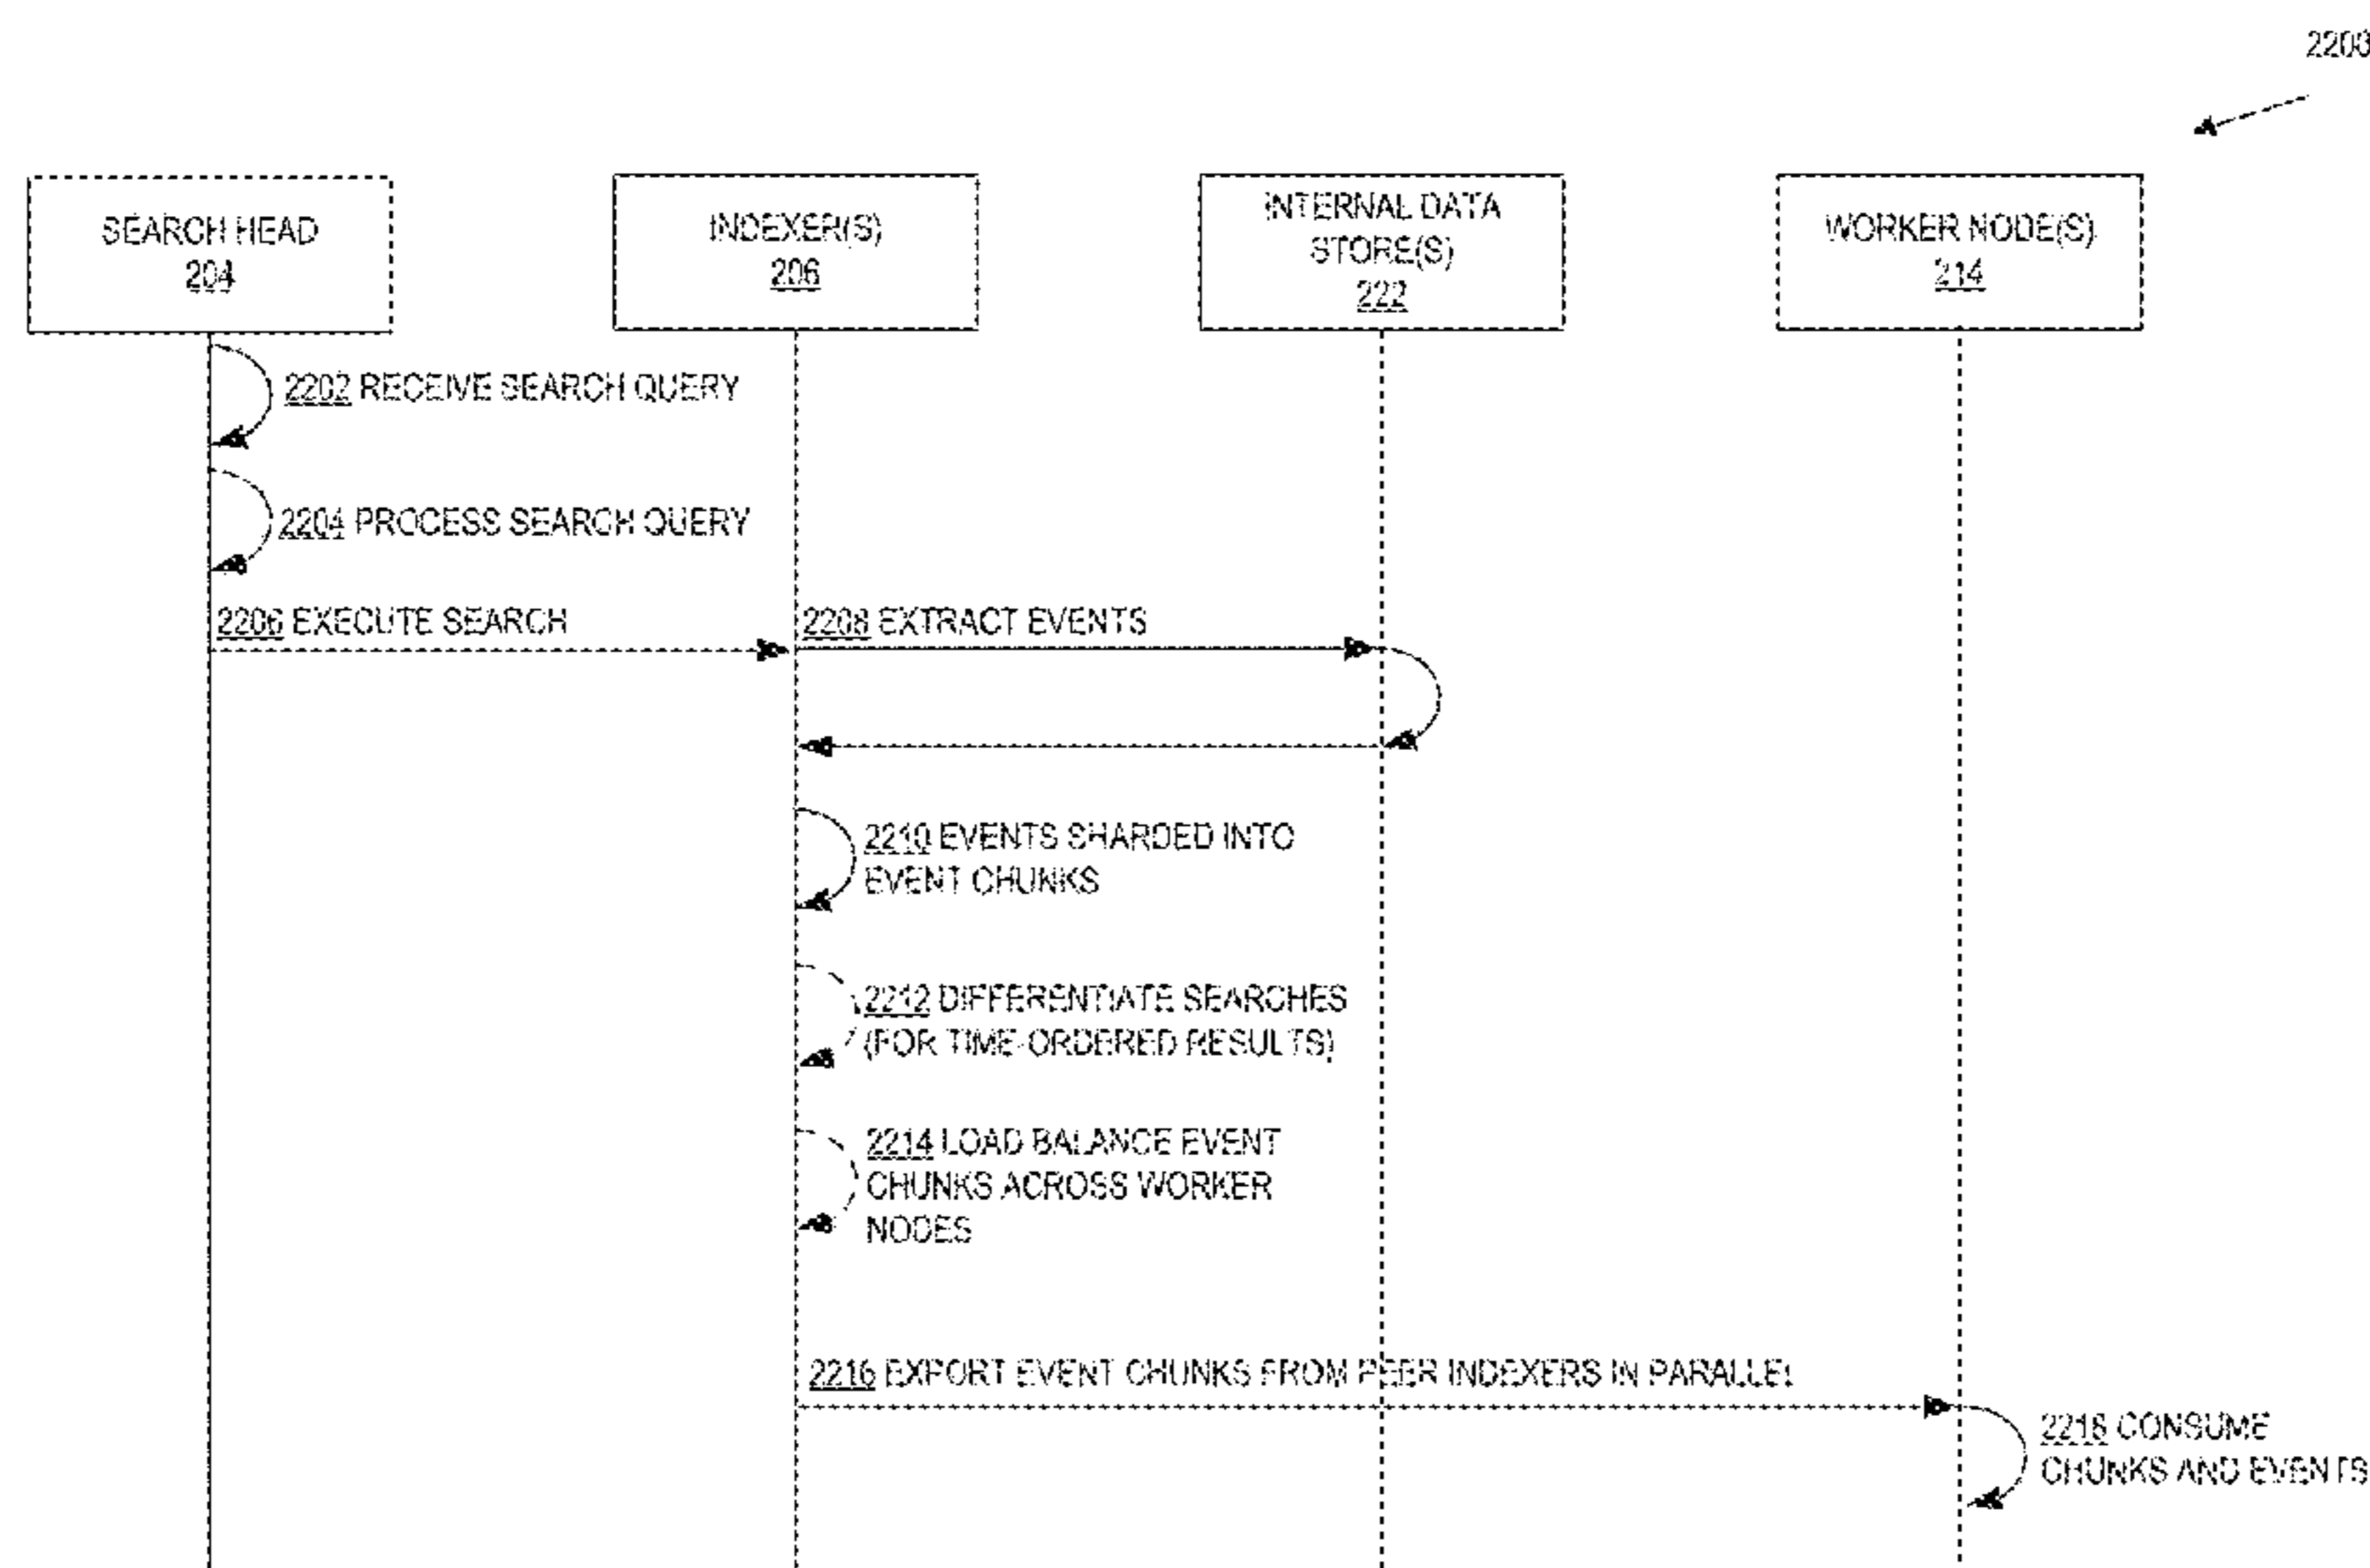 2200
SEARCH HEAD
204
INDEXER(S)
206
INTERNAL DATA
STORE(S)
222
WORKER NODE(S)
214
2202 RECEIVE SEARCH QUERY
2204 PROCESS SEARCH QUERY
2206 EXECUTE SEARCH
2208 EXTRACT EVENTS
2210 EVENTS SHARDED INTO
EVENT CHUNKS
2212 DIFFERENTIATE SEARCHES
(FOR TIME-ORDERED RESULTS)
2214 LOAD BALANCE EVENT
CHUNKS ACROSS WORKER
NODES
2216 EXPORT EVENT CHUNKS FROM PEER INDEXERS IN PARALLEL
2218 CONSUME
CHUNKS AND EVENTS